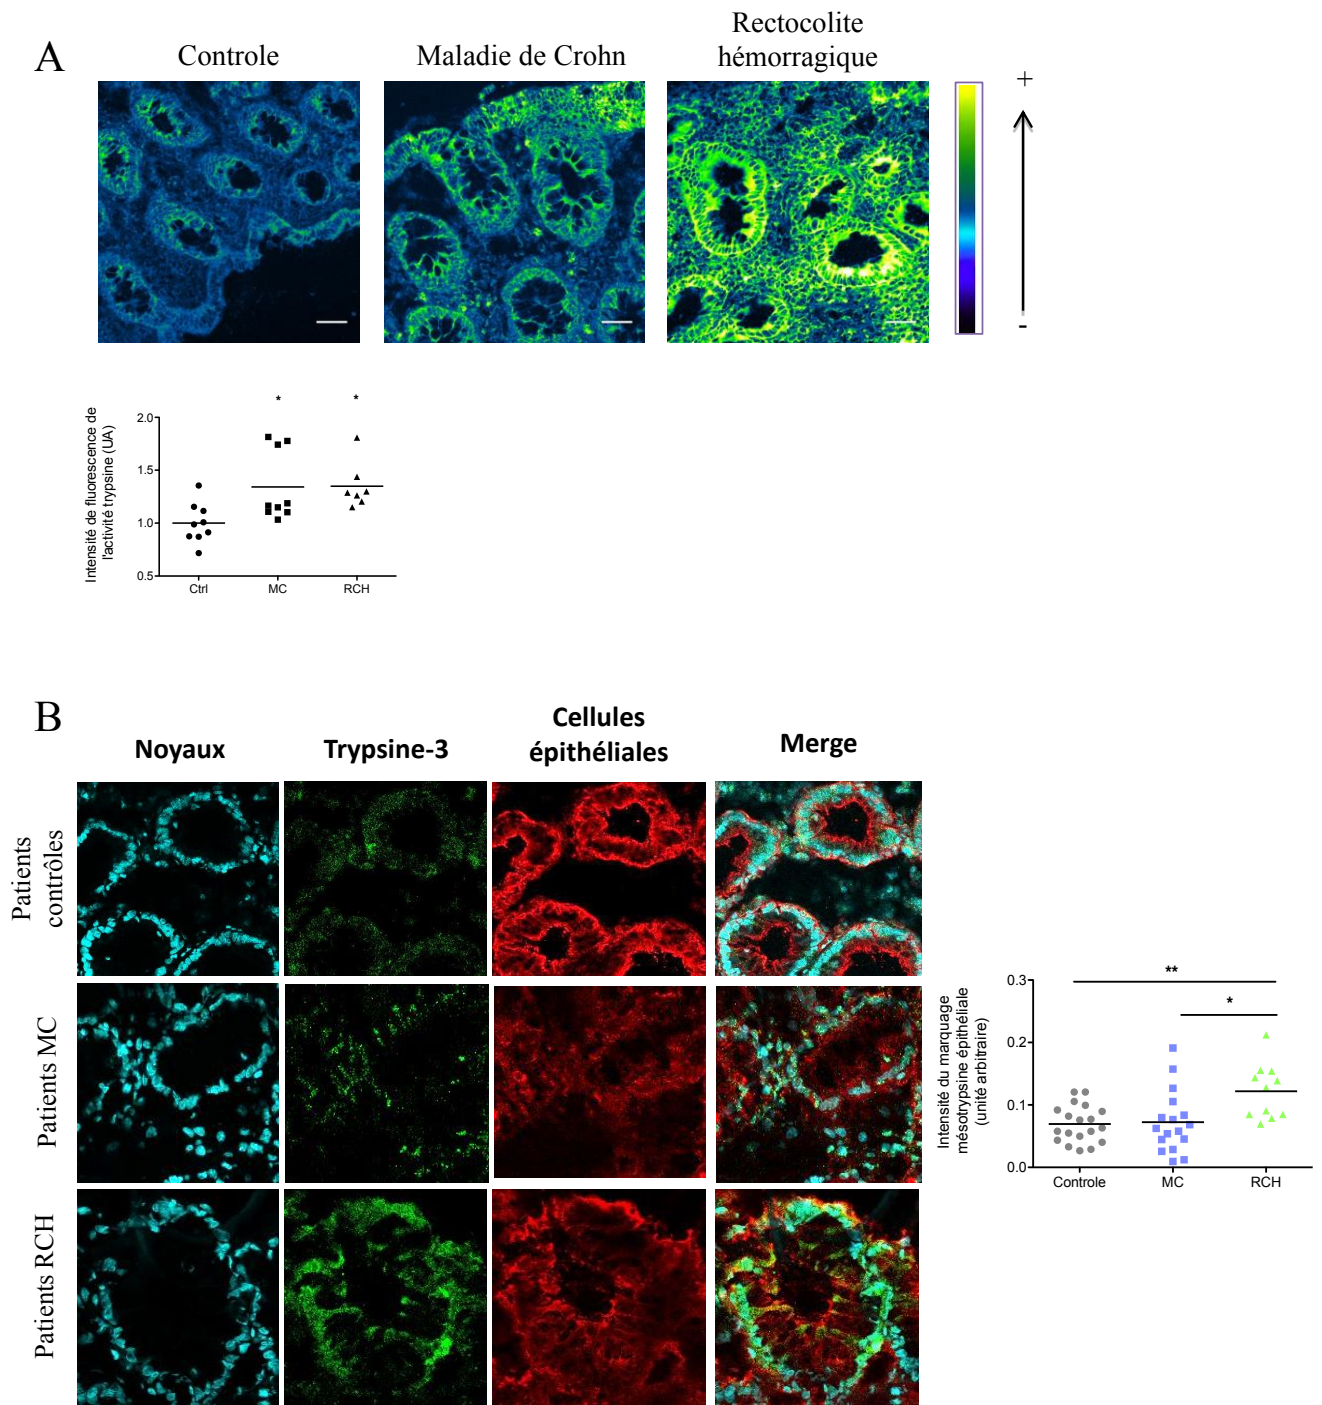 A
Controle
Maladie de Crohn
Rectocolite
hémorragique
+
-
Intensité de fluorescence de
l'activité trypsine (UA)
2.0
1.5
1.0
0.5
*
*
Ctrl
MC
RCH
B
Noyaux
Trypsine-3
Cellules
épithéliales
Merge
Patients
contrôles
Patients MC
Patients RCH
Intensité du marquage
mésotrypsine épithéliale
(unité arbitraire)
0.3
0.2
0.1
0.0
**
*
Controle
MC
RCH